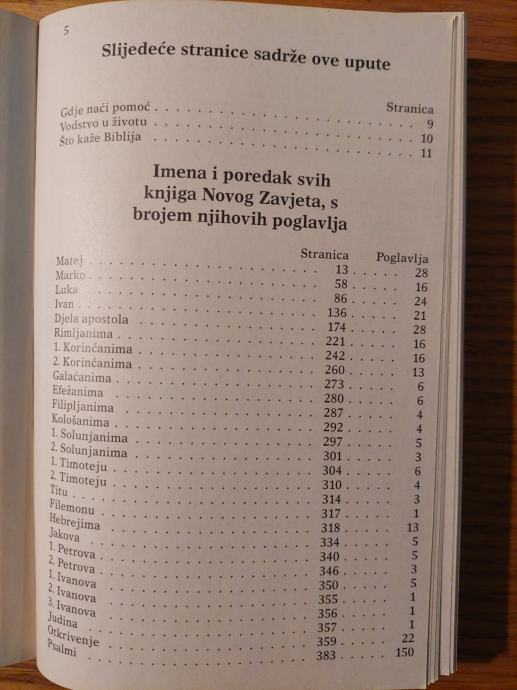 5
Slijedeće stranice sadrže ove upute
Stranica
Gdje naći pomoć . . . . . . . . . . . . . . . . . . . . 9
Vodstvo u životu . . . . . . . . . . . . . . . . . . . . 10
Što kaže Biblija . . . . . . . . . . . . . . . . . . . . 11
Imena i poredak svih
knjiga Novog Zavjeta, s
brojem njihovih poglavlja
Stranica Poglavlja
Matej . . . . . . . . . . 13 . . . . . 28
Marko . . . . . . . . . . 58 . . . . . 16
Luka . . . . . . . . . . 86 . . . . . 24
Ivan . . . . . . . . . . 136 . . . . . 21
Djela apostola . . . . . . . . . . 174 . . . . . 28
Rimljanima . . . . . . . . . . 221 . . . . . 16
1. Korinćanima . . . . . . . . . . 242 . . . . . 16
2. Korinćanima . . . . . . . . . . 260 . . . . . 13
Galaćanima . . . . . . . . . . 273 . . . . . 6
Efežanima . . . . . . . . . . 280 . . . . . 6
Filipljanima . . . . . . . . . . 287 . . . . . 4
Kološanima . . . . . . . . . . 292 . . . . . 4
1. Solunjanima . . . . . . . . . . 297 . . . . . 5
2. Solunjanima . . . . . . . . . . 301 . . . . . 3
1. Timoteju . . . . . . . . . . 304 . . . . . 6
2. Timoteju . . . . . . . . . . 310 . . . . . 4
Titu . . . . . . . . . . 314 . . . . . 3
Filemonu . . . . . . . . . . 317 . . . . . 1
Hebrejima . . . . . . . . . . 318 . . . . . 13
Jakova . . . . . . . . . . 334 . . . . . 5
1. Petrova . . . . . . . . . . 340 . . . . . 5
2. Petrova . . . . . . . . . . 346 . . . . . 3
1. Ivanova . . . . . . . . . . 350 . . . . . 5
2. Ivanova . . . . . . . . . . 355 . . . . . 1
3. Ivanova . . . . . . . . . . 356 . . . . . 1
Judina . . . . . . . . . . 357 . . . . . 1
Otkrivenje . . . . . . . . . . 359 . . . . . 22
Psalmi . . . . . . . . . . 383 . . . . . 150